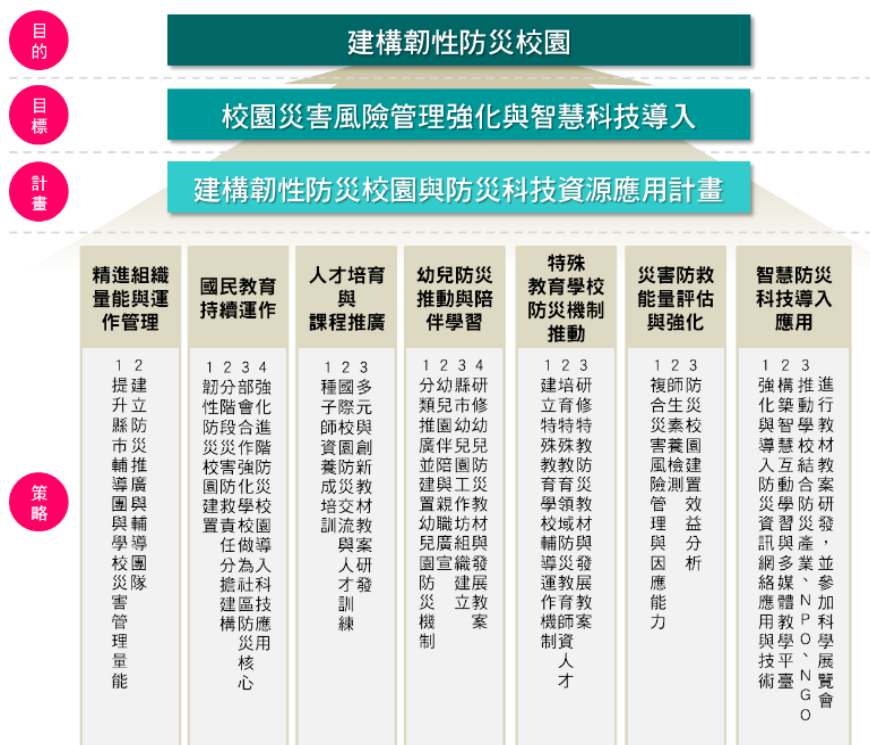 目的
建構韌性防災校園
目標
校園災害風險管理強化與智慧科技導入
計畫
建構韌性防災校園與防災科技資源應用計畫
策略
精進組織
量能與運
作管理
1提升縣市輔導團與學校災害管理量能
2建立防災推廣與輔導團隊
國民教育
持續運作
1韌性防災校園建置
2分階段災害防救責任分擔建構
3部會合作強化學校做為社區防災核心
4強化進階防災校園導入科技應用
人才培育
與
課程推廣
1種子師資養成培訓
2國際校園防災交流與人才訓練
3多元與創新教材教案研發
幼兒防災
推動與陪
伴學習
1分類推廣並建置幼兒園防災機制
2幼兒園伴陪與親職廣宣
3縣市幼兒園工作坊組織建立
4研修幼兒防災教材與發展教案
特殊
教育學校
防災機制
推動
1建立特殊教育學校輔導運作機制
2培育特殊教育領域防災教育師資人才
3研修特教防災教材與發展教案
災害防救
能量評估
與強化
1複合災害風險管理與因應能力
2師生素養檢測
3防災校園建置效益分析
智慧防災
科技導入
應用
1強化與導入防災資訊網絡應用與技術
2構築智慧互動學習與多媒體教學平臺
3推動學校結合防災產業、NPO、NGO
進行教材教案研發，並參加科學展覽會